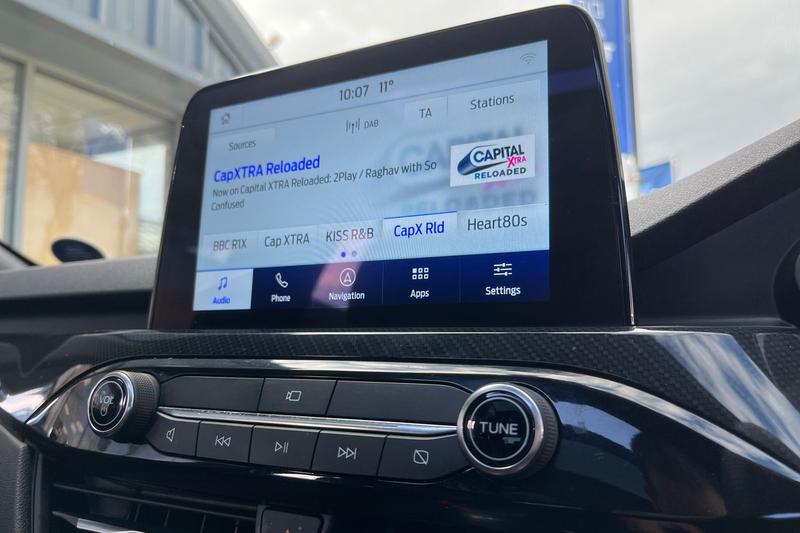 10:07 11°
Sources
DAB
TA
Stations
CapXTRA Reloaded
Now on Capital XTRA Reloaded: 2Play / Raghav with So
Confused
CAPITAL
XTRA
RELOADED
BBC R1X
Cap XTRA
KISS R&B
CapX Rld
Heart80s
Audio
Phone
Navigation
Apps
Settings
VOL
TUNE